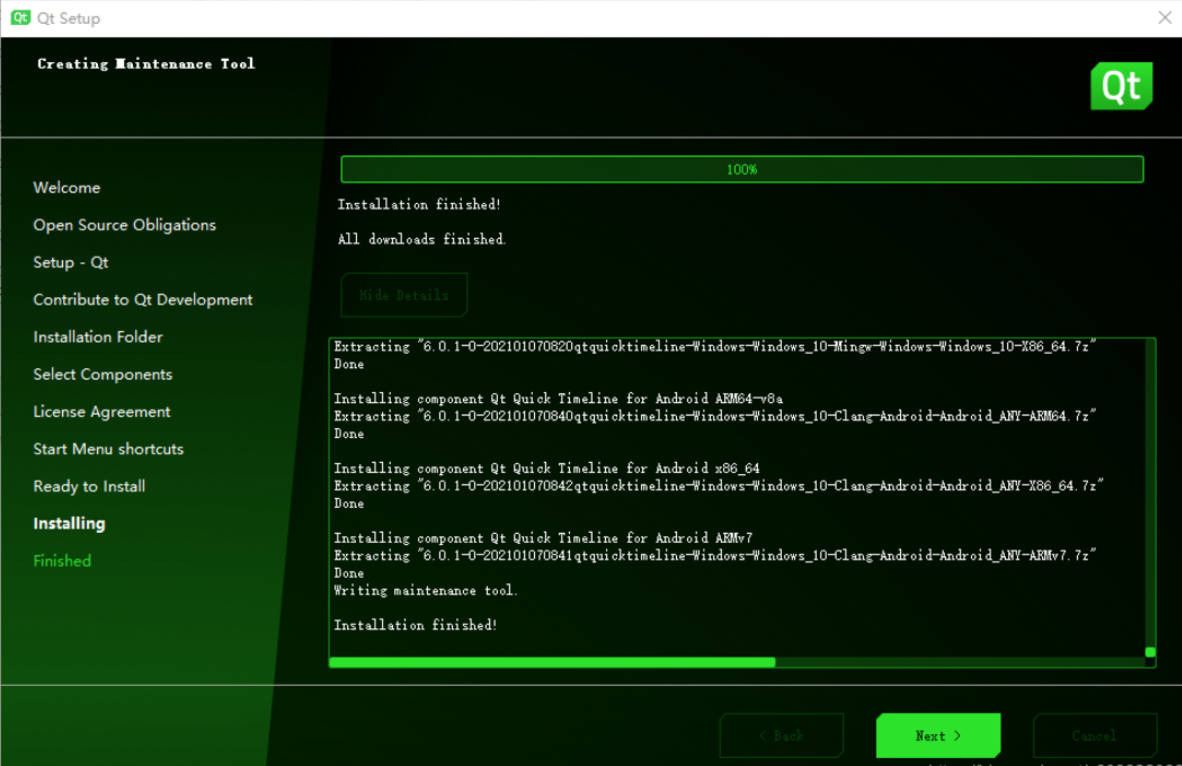 Qt Qt Setup
Creating Maintenance Tool
Qt
Welcome
Open Source Obligations
Setup - Qt
Contribute to Qt Development
Installation Folder
Select Components
License Agreement
Start Menu shortcuts
Ready to Install
Installing
Finished
100%
Installation finished!
All downloads finished.
Hide Details
Extracting "6.0.1-0-202101070820qtquicktimeline-Windows-Windows_10-Mingw-Windows-Windows_10-X86_64.7z"
Done
Installing component Qt Quick Timeline for Android ARM64-v8a
Extracting "6.0.1-0-202101070840qtquicktimeline-Windows-Windows_10-Clang-Android-Android_ANY-ARM64.7z"
Done
Installing component Qt Quick Timeline for Android x86_64
Extracting "6.0.1-0-202101070842qtquicktimeline-Windows-Windows_10-Clang-Android-Android_ANY-X86_64.7z"
Done
Installing component Qt Quick Timeline for Android ARMv7
Extracting "6.0.1-0-202101070841qtquicktimeline-Windows-Windows_10-Clang-Android-Android_ANY-ARMv7.7z"
Done
Writing maintenance tool.
Installation finished!
< Back
Next >
Cancel